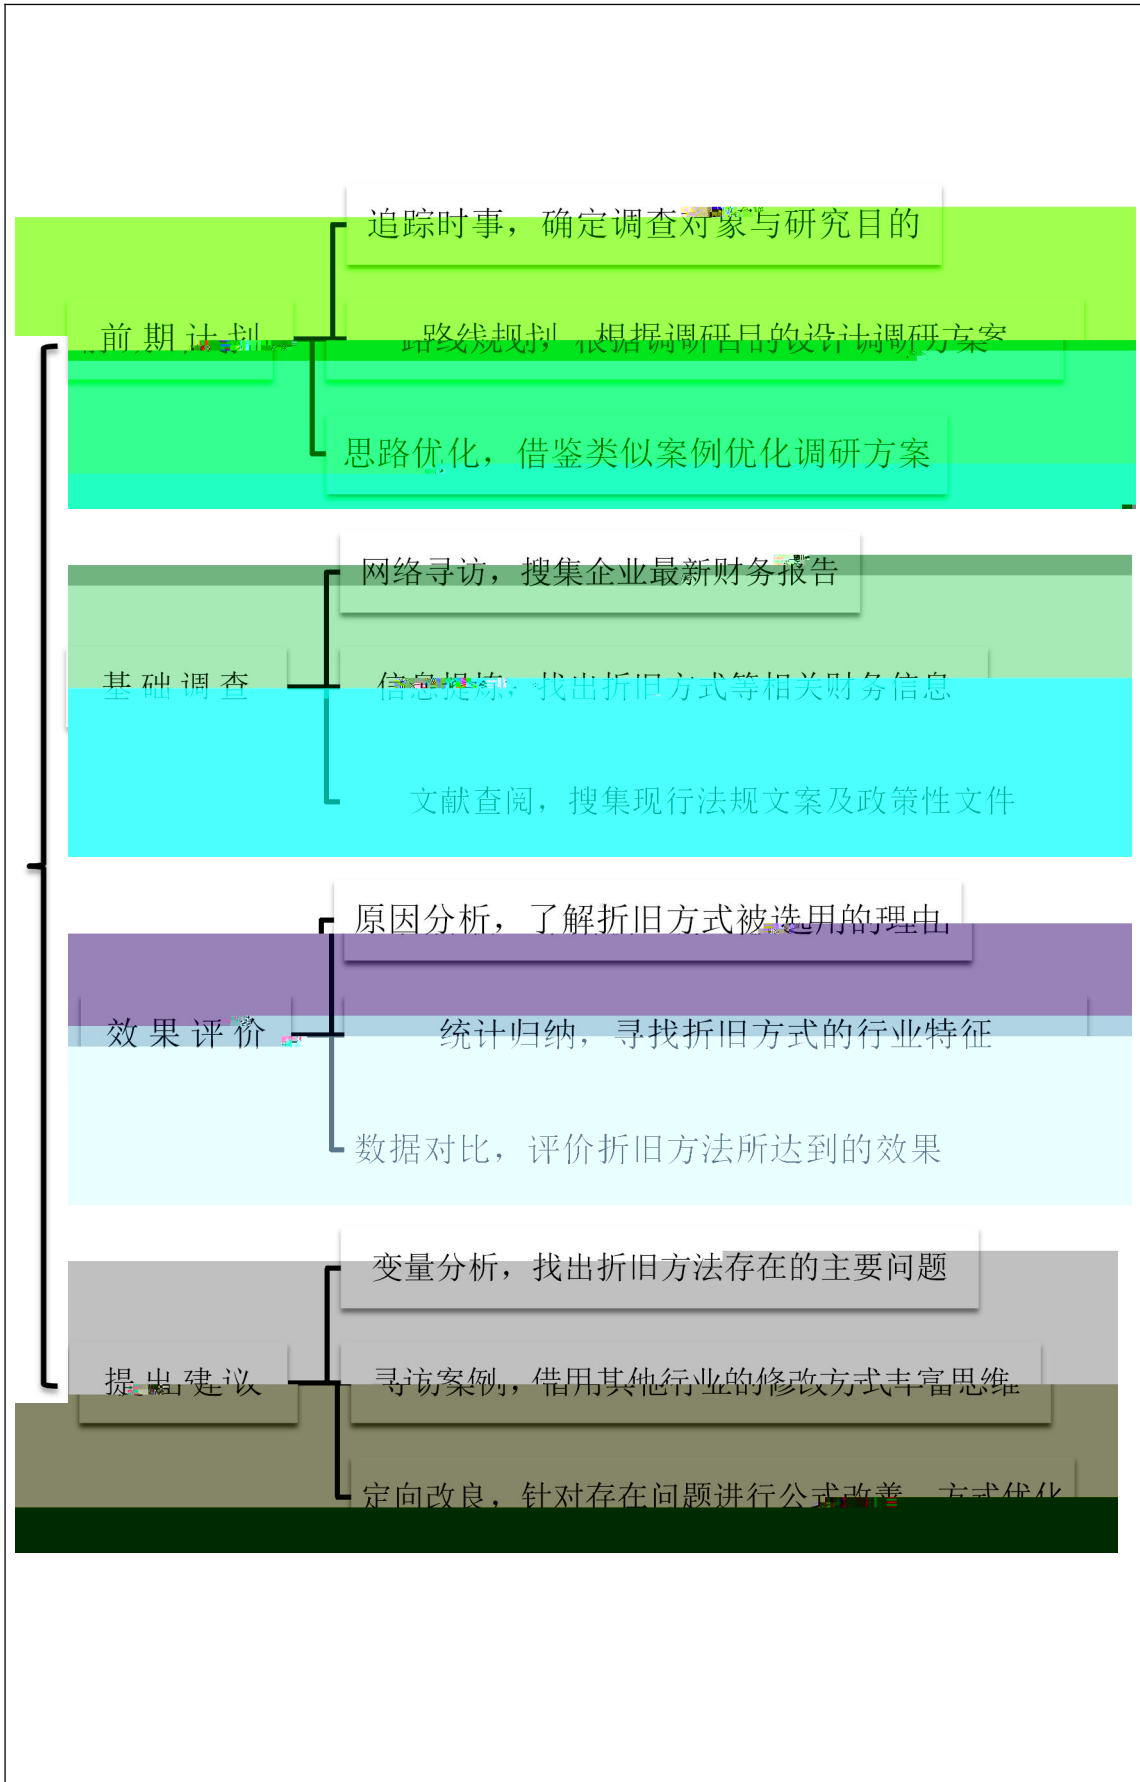 追踪时事，确定调查对象与研究目的
前期计划
路线规划，根据调研目的设计调研方案
思路优化，借鉴类似案例优化调研方案
网络寻访，搜集企业最新财务报告
基础调查
信息提炼，找出折旧方式等相关财务信息
文献查阅，搜集现行法规文案及政策性文件
原因分析，了解折旧方式被选用的理由
效果评价
统计归纳，寻找折旧方式的行业特征
数据对比，评价折旧方法所达到的效果
变量分析，找出折旧方法存在的主要问题
提出建议
寻访案例，借用其他行业的修改方式丰富思维
定向改良，针对存在问题进行公式改善、方式优化